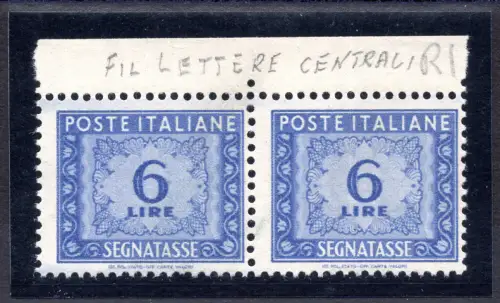 FIL LETTERE CENTRALI R1
POSTE ITALIANE
6
LIRE
SEGNATASSE
POSTE ITALIANE
6
LIRE
SEGNATASSE